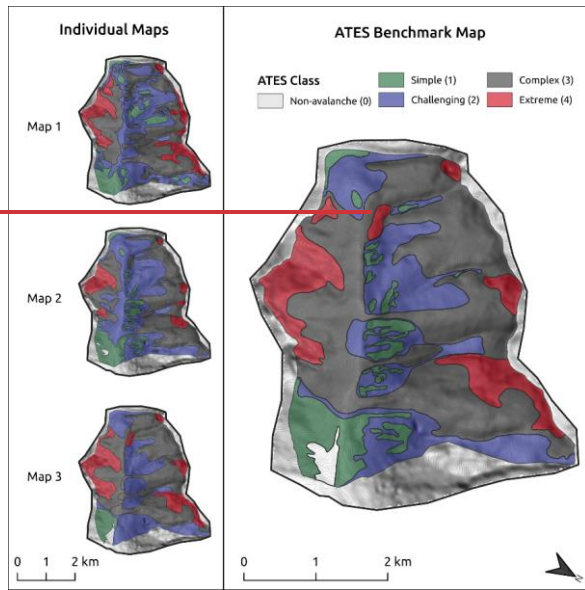 Individual Maps
Map 1
Map 2
Map 3
0 1 2 km
ATES Benchmark Map
ATES Class
Non-avalanche (0)
Simple (1)
Challenging (2)
Complex (3)
Extreme (4)
0 1 2 km
N